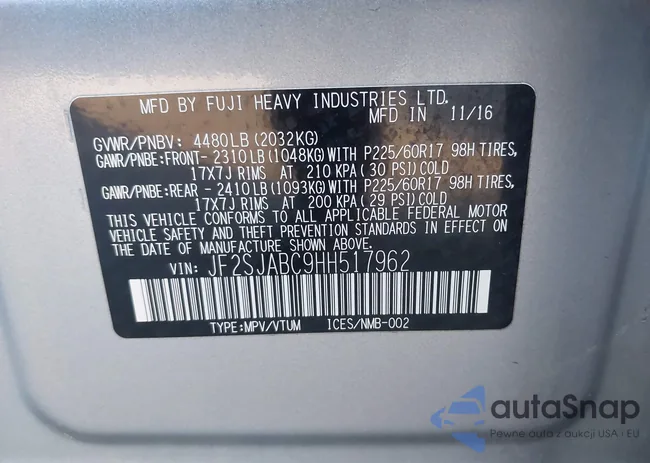 MFD BY FUJI HEAVY INDUSTRIES LTD.
MFD IN 11/16
GVWR/PNBV: 4480LB(2032KG)
GAWR/PNBE:FRONT- 2310LB(1048KG)WITH P225/60R17 98H TIRES,
17X7J RIMS AT 210 KPA(30 PSI)COLD
GAWR/PNBE:REAR - 2410LB(1093KG)WITH P225/60R17 98H TIRES,
17X7J RIMS AT 200 KPA(29 PSI)COLD
THIS VEHICLE CONFORMS TO ALL APPLICABLE FEDERAL MOTOR
VEHICLE SAFETY AND THEFT PREVENTION STANDARDS IN EFFECT
ON THE DATE OF MANUFACTURE SHOWN ABOVE.
VIN: JF2SJABC9HH517962
TYPE:MPV/VTUM ICES/NMB-002
autaSnap
Pewne auta z aukcji USA i EU